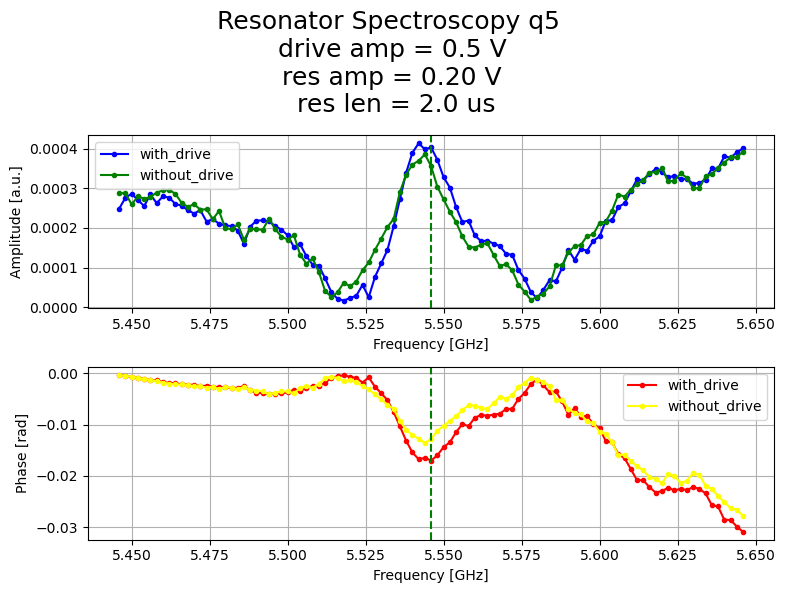 Resonator Spectroscopy q5
drive amp = 0.5 V
res amp = 0.20 V
res len = 2.0 us
0.0004
0.0003
0.0002
0.0001
0.0000
Amplitude [a.u.]
with_drive
without_drive
5.450 5.475 5.500 5.525 5.540 5.550 5.575 5.600 5.625 5.650
Frequency [GHz]
0.00
−0.01
−0.02
−0.03
Phase [rad]
with_drive
without_drive
5.450 5.475 5.500 5.525 5.550 5.575 5.600 5.625 5.650
Frequency [GHz]